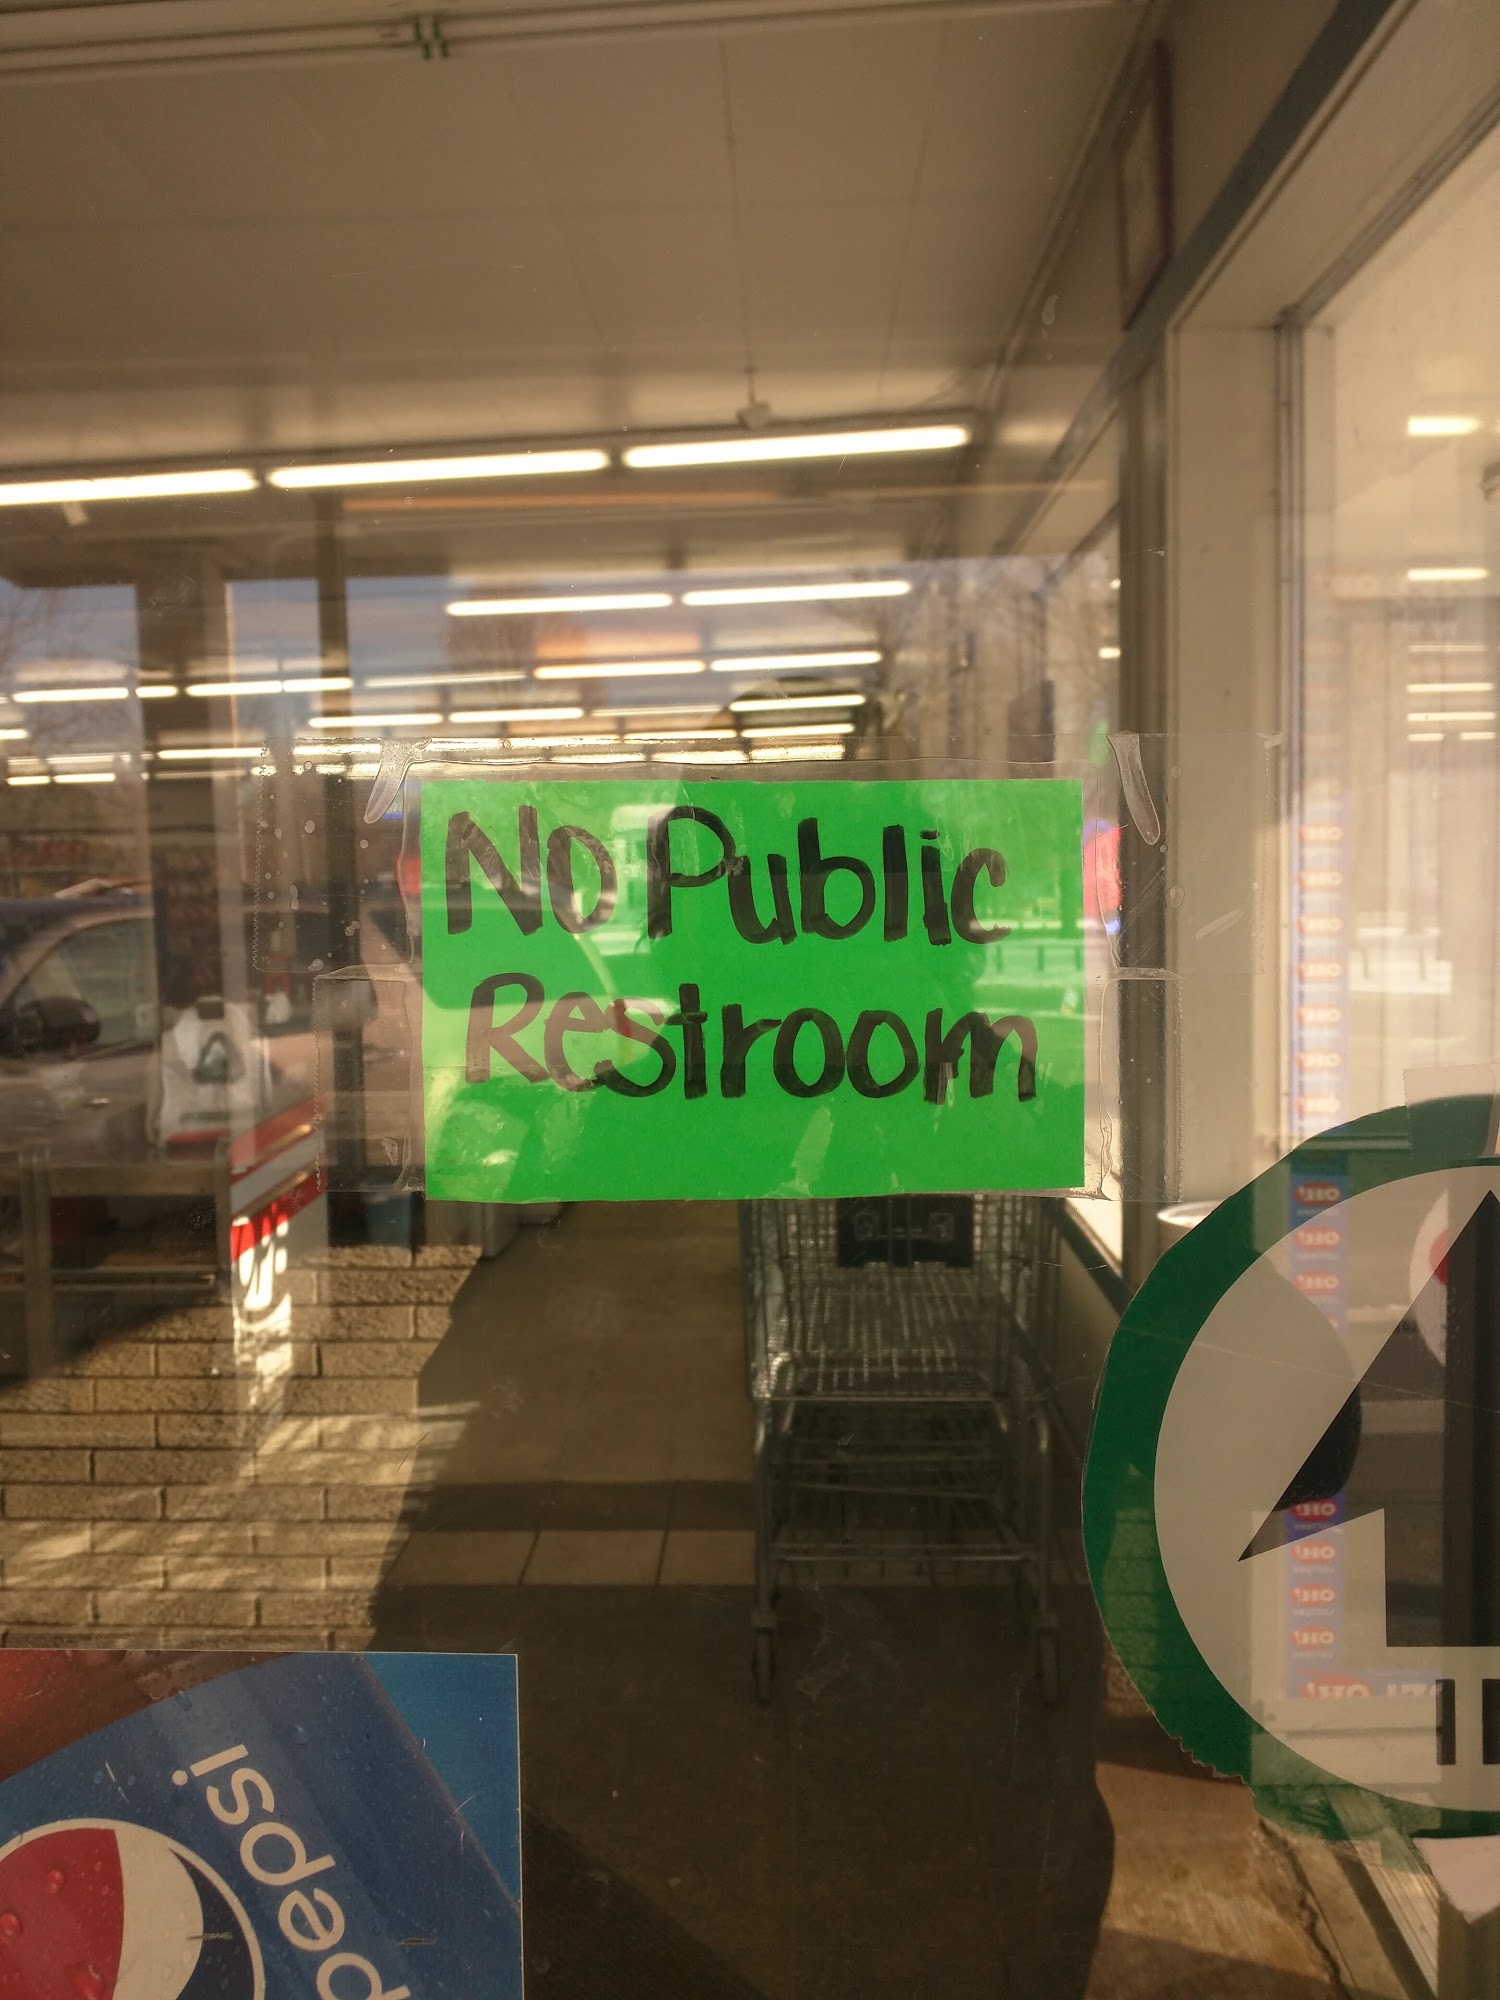 No Public
Restroom
pepsi